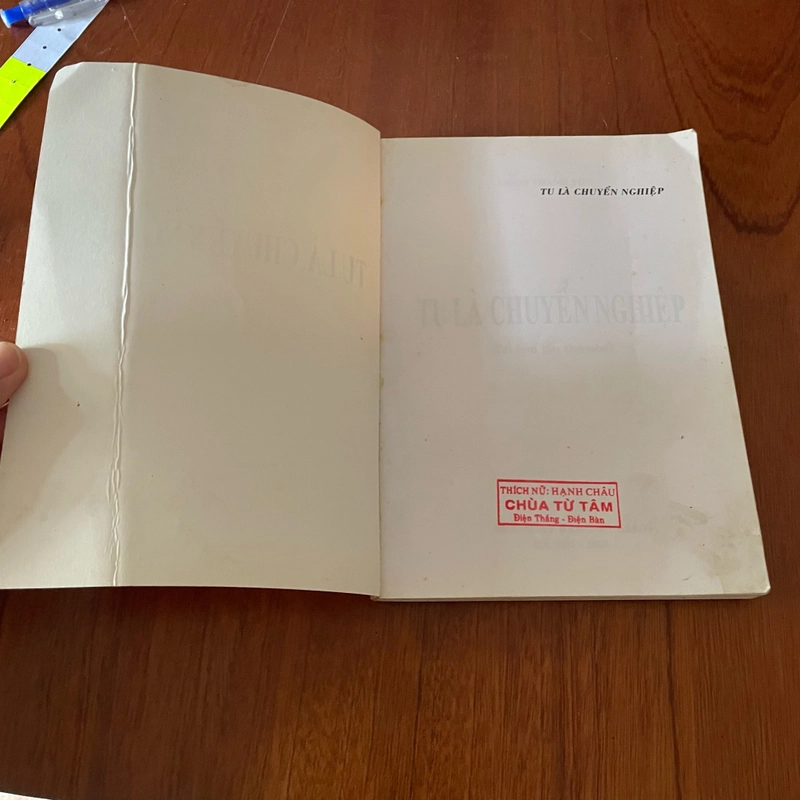 TU LÀ CHUYỂN NGHIỆP
TU LÀ CHUYỂN NGHIỆP
THÍCH NỮ: HẠNH CHÂU
CHÙA TỪ TÂM
Điện Thắng - Điện Bàn